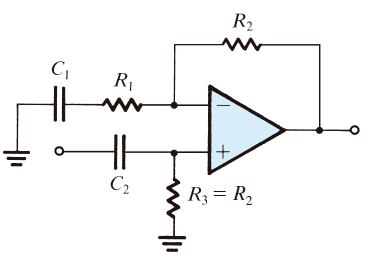 R₂
C₁
R₁
−
+
C₂
R₃ = R₂